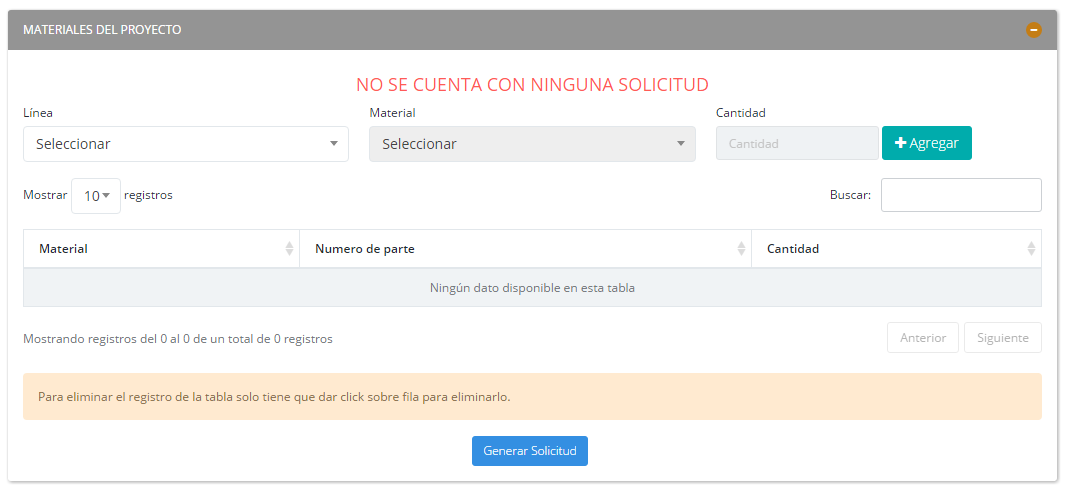 MATERIALES DEL PROYECTO
NO SE CUENTA CON NINGUNA SOLICITUD
Línea Material Cantidad
Seleccionar Seleccionar Cantidad Agregar
Mostrar 10 registros Buscar:
Material Numero de parte Cantidad
Ningún dato disponible en esta tabla
Mostrando registros del 0 al 0 de un total de 0 registros Anterior Siguiente
Para eliminar el registro de la tabla solo tiene que dar click sobre fila para eliminarlo.
Generar Solicitud